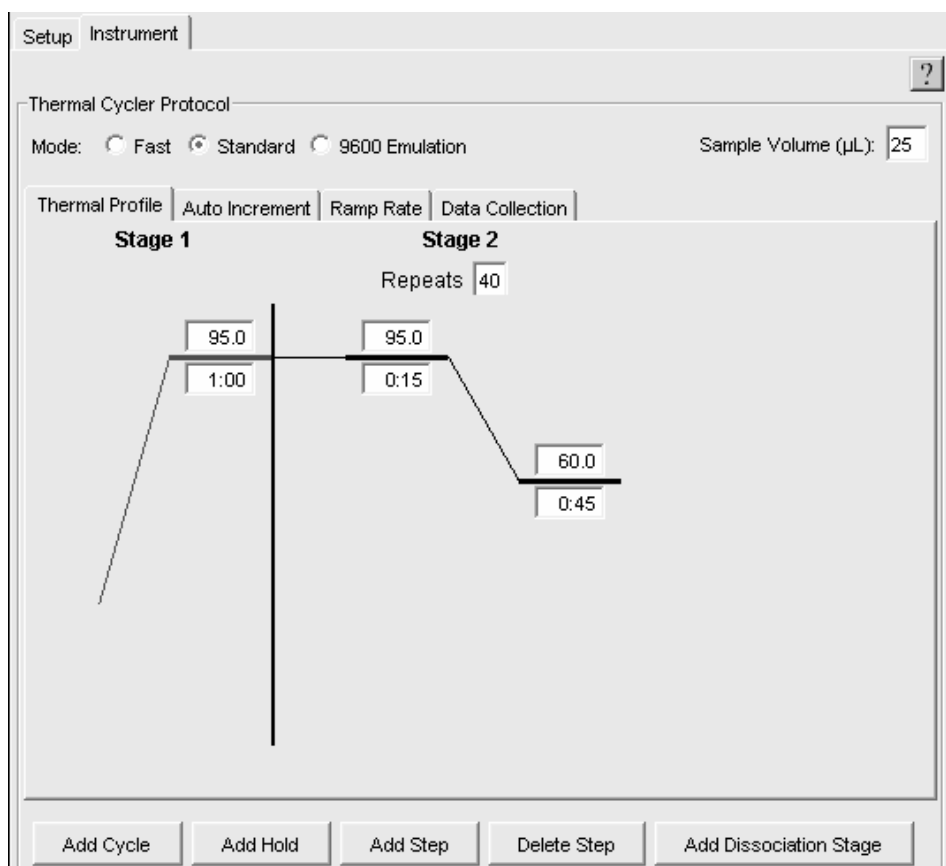 Setup Instrument
?
Thermal Cycler Protocol
Mode: Fast Standard 9600 Emulation Sample Volume (µL): 25
Thermal Profile Auto Increment Ramp Rate Data Collection
Stage 1 Stage 2
Repeats 40
95.0 95.0
1:00 0:15
60.0
0:45
Add Cycle Add Hold Add Step Delete Step Add Dissociation Stage